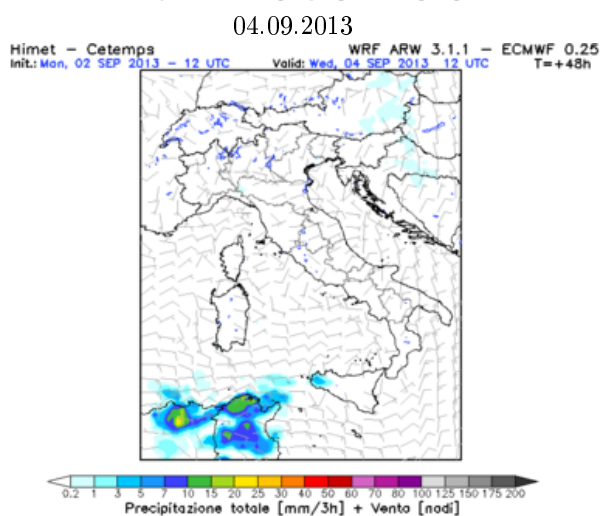 04.09.2013
Himet - Cetemps WRF ARW 3.1.1 - ECMWF 0.25
Init.: Mon, 02 SEP 2013 - 12 UTC Valid: Wed, 04 SEP 2013 12 UTC T=+48h
0.2 1 3 5 7 10 15 20 25 30 40 50 60 70 80 100 125 150 175 200
Precipitazione totale [mm/3h] + Vento [nodi]